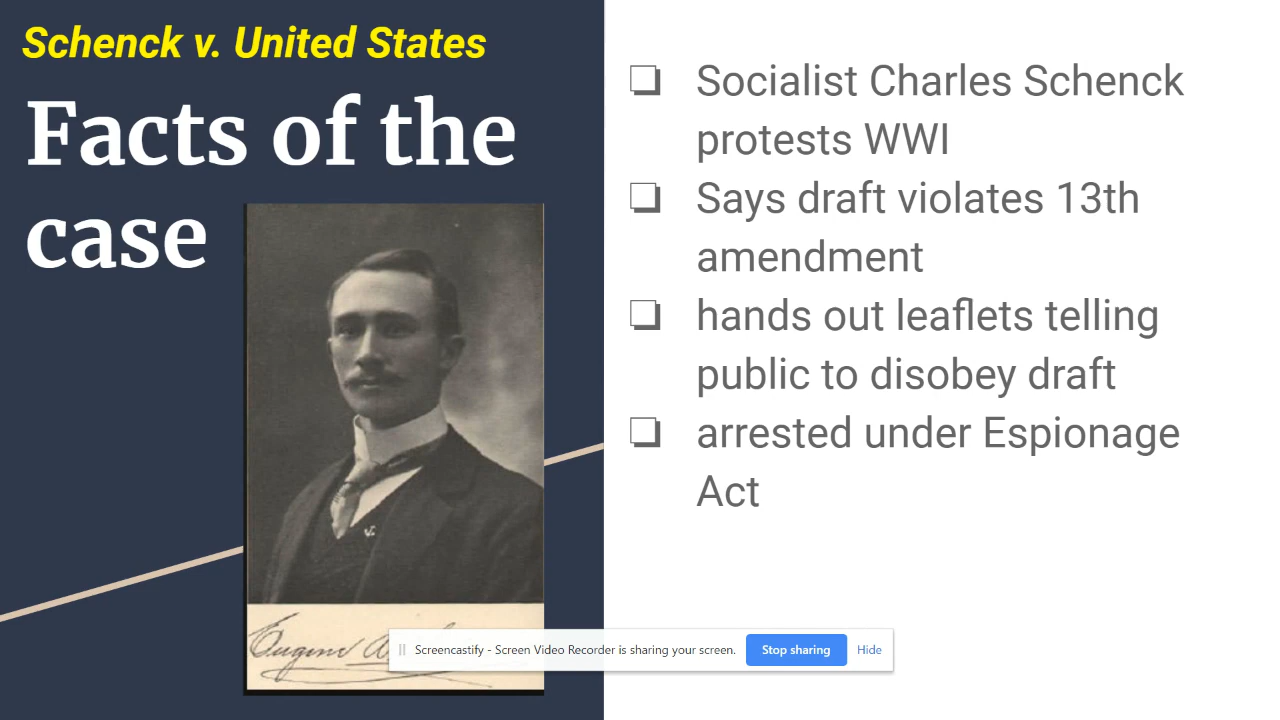 Schenck v. United States
Facts of the
case
Socialist Charles Schenck
protests WWI
Says draft violates 13th
amendment
hands out leaflets telling
public to disobey draft
arrested under Espionage
Act
Eugene
Screencastify - Screen Video Recorder is sharing your screen.
Stop sharing
Hide